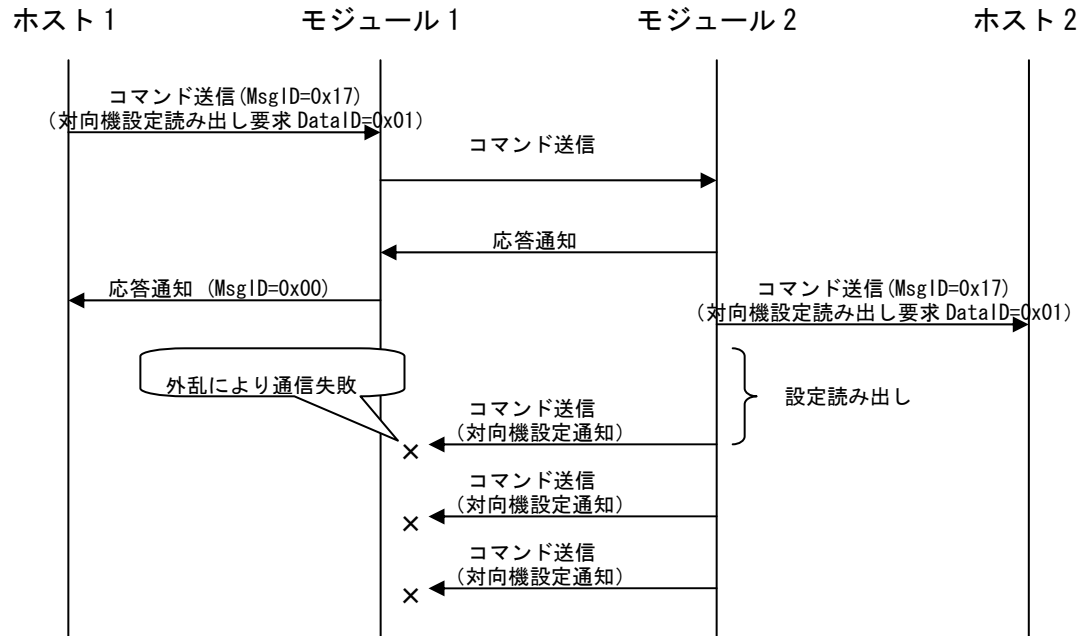 ホスト1 モジュール1 モジュール2 ホスト2
コマンド送信(MsgID=0x17)
(対向機設定読み出し要求 DataID=0x01)
コマンド送信
応答通知
応答通知 (MsgID=0x00)
コマンド送信(MsgID=0x17)
(対向機設定読み出し要求 DataID=0x01)
外乱により通信失敗
設定読み出し
コマンド送信
(対向機設定通知)
×
コマンド送信
(対向機設定通知)
×
コマンド送信
(対向機設定通知)
×